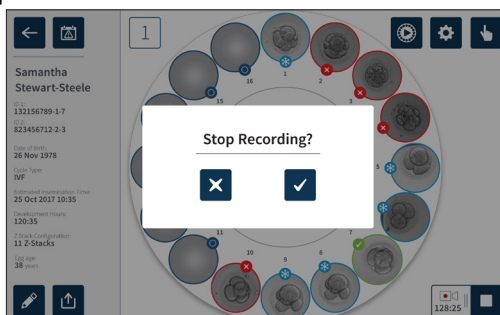 1
Samantha
Stewart-Steele
ID 1:
132156789-1-7
ID 2:
823456712-2-3
Date of Birth:
26 Nov 1978
Cycle Type:
IVF
Estimated Insemination Time:
25 Oct 2017 10:35
Development Hours:
120:35
Z-Stack Configuration:
11 Z-Stacks
Egg age:
38 years
16
1
2
15
3
Stop Recording?
5
11
7
10
9
8
128:25